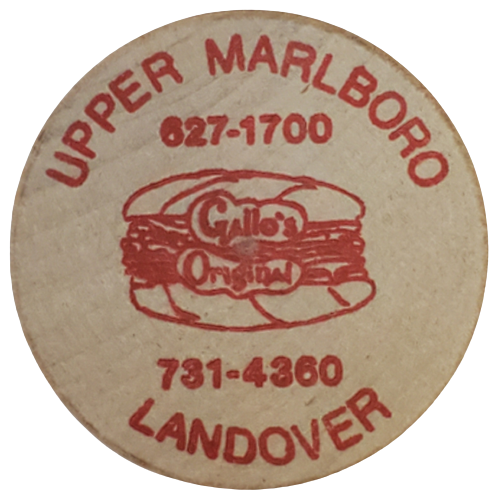 UPPER MARLBORO
627-1700
Gallo's
Original
731-4360
LANDOVER